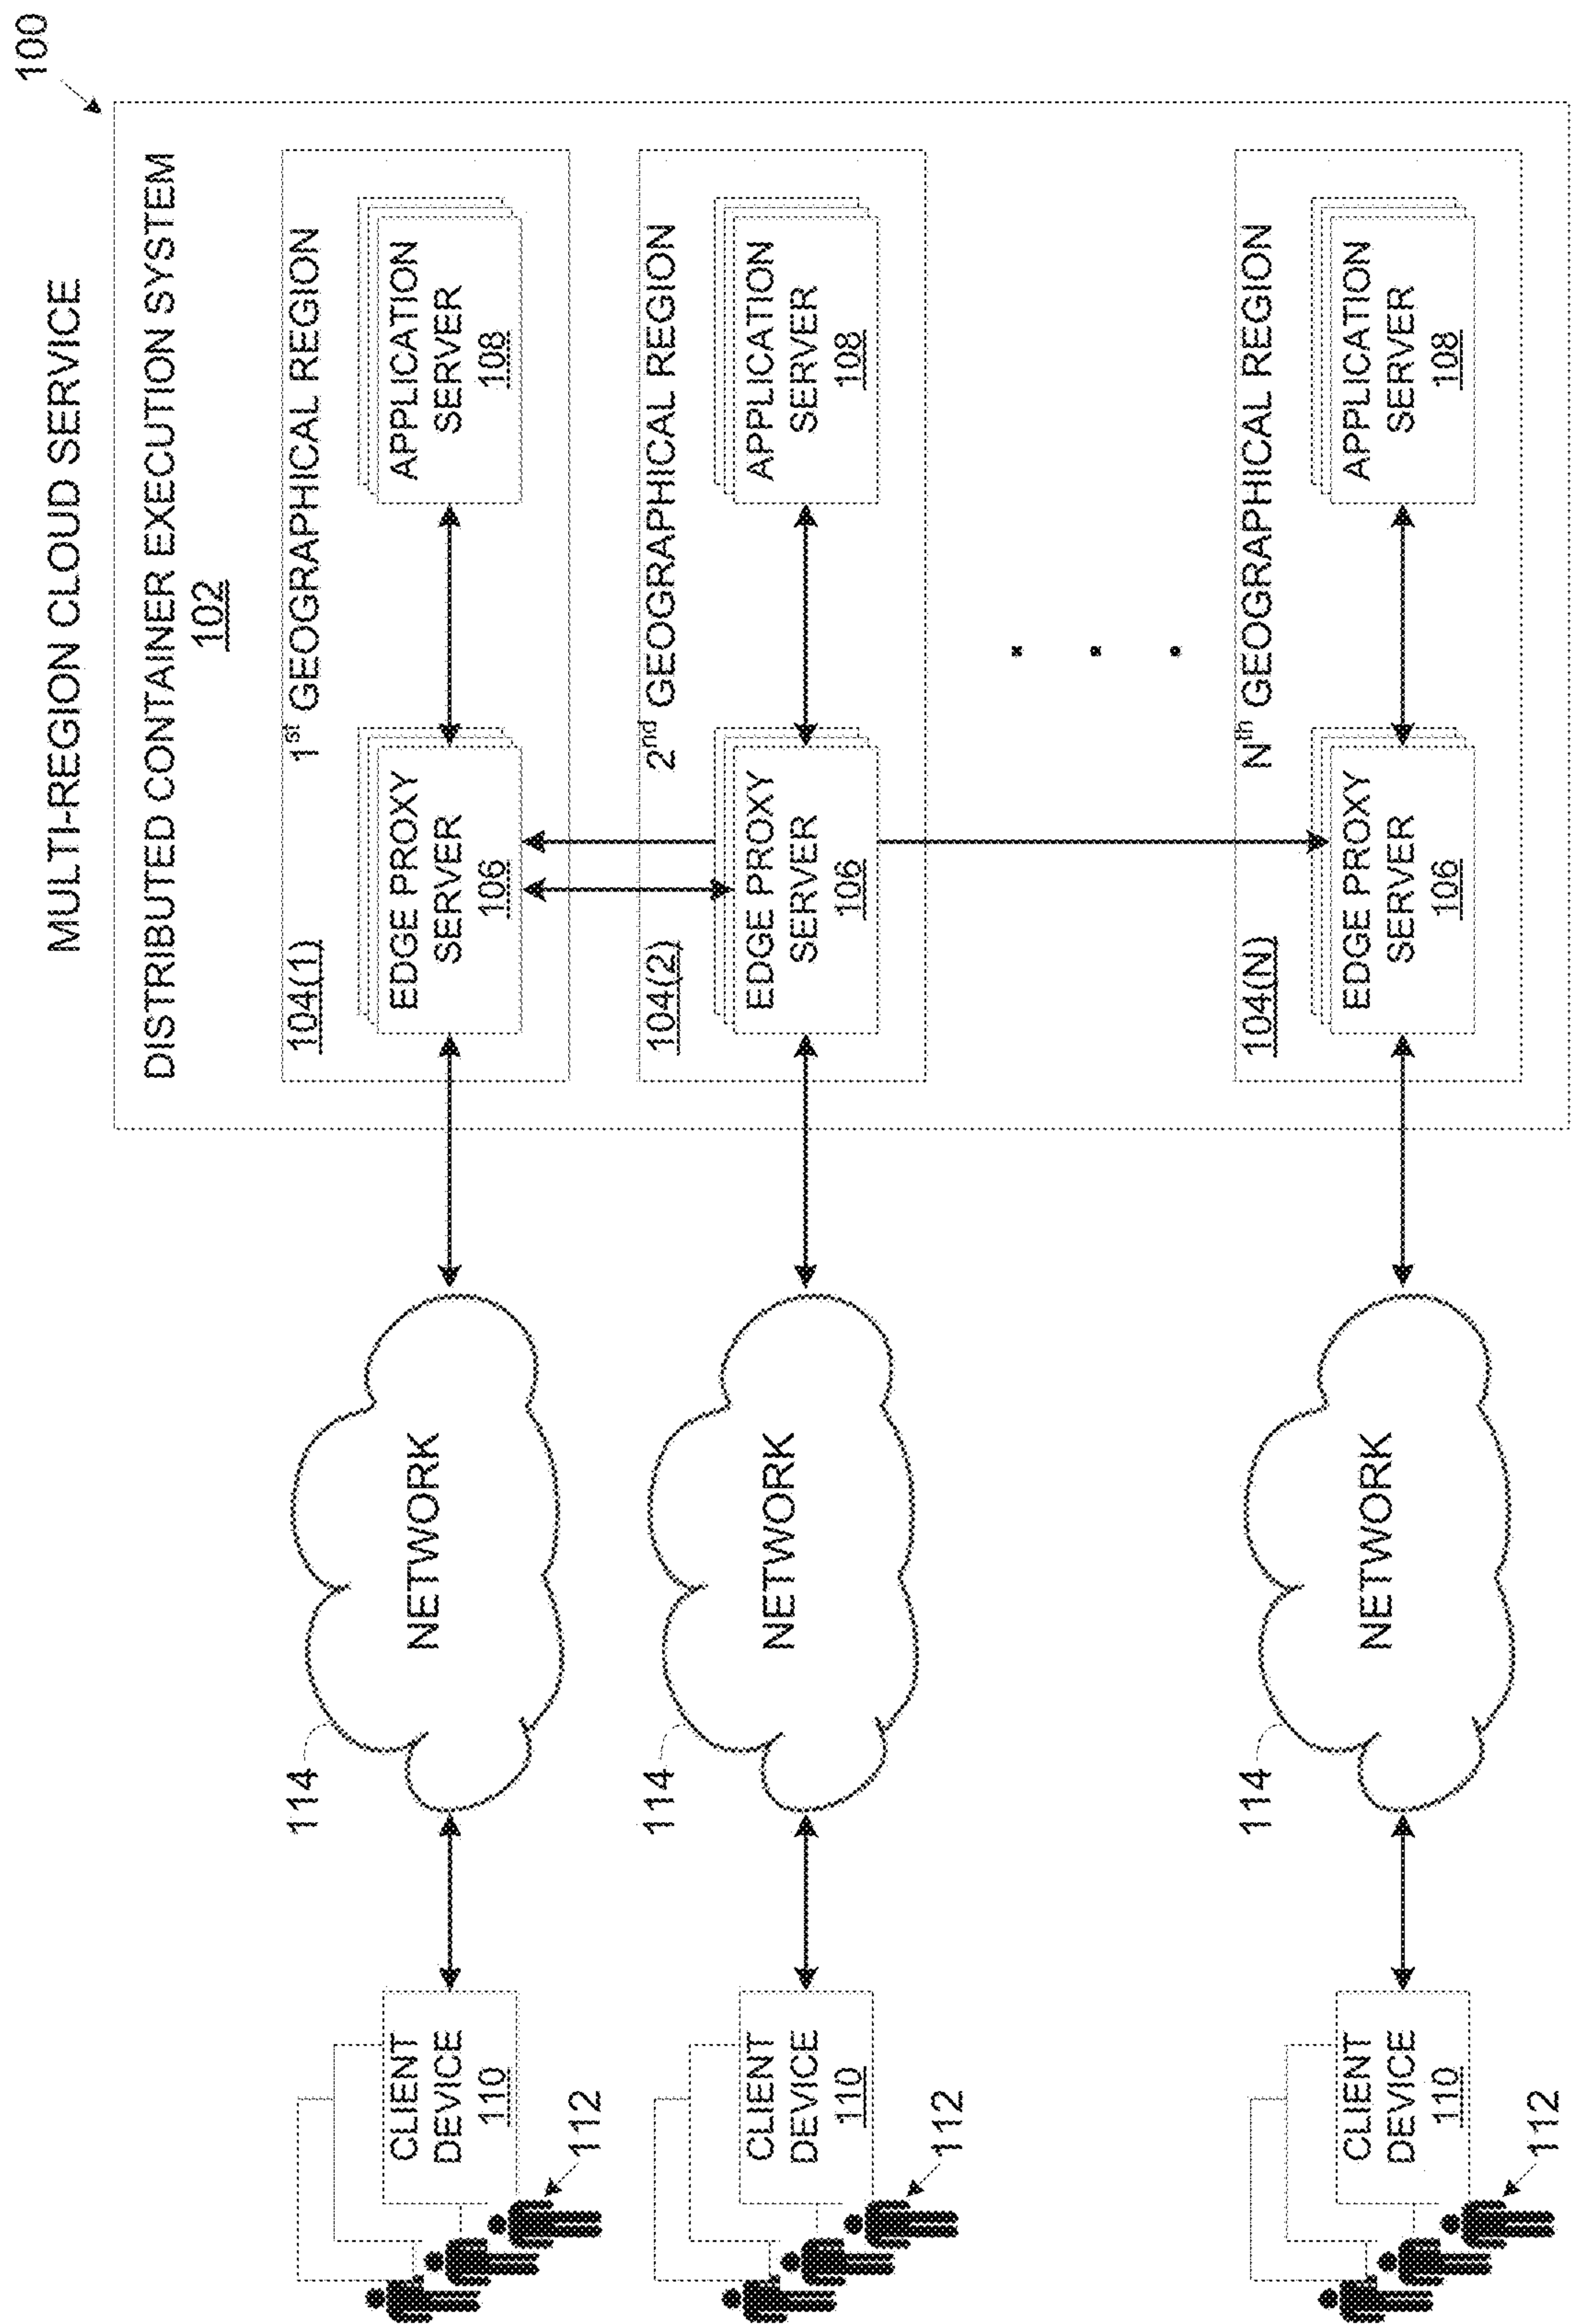 100
MULTI-REGION CLOUD SERVICE
DISTRIBUTED CONTAINER EXECUTION SYSTEM
102
104(1)
1st GEOGRAPHICAL REGION
114
CLIENT
DEVICE
110
112
NETWORK
EDGE PROXY
SERVER
106
APPLICATION
SERVER
108
104(2)
2nd GEOGRAPHICAL REGION
114
CLIENT
DEVICE
110
112
NETWORK
EDGE PROXY
SERVER
106
APPLICATION
SERVER
108
. . .
104(N)
Nth GEOGRAPHICAL REGION
114
CLIENT
DEVICE
110
112
NETWORK
EDGE PROXY
SERVER
106
APPLICATION
SERVER
108